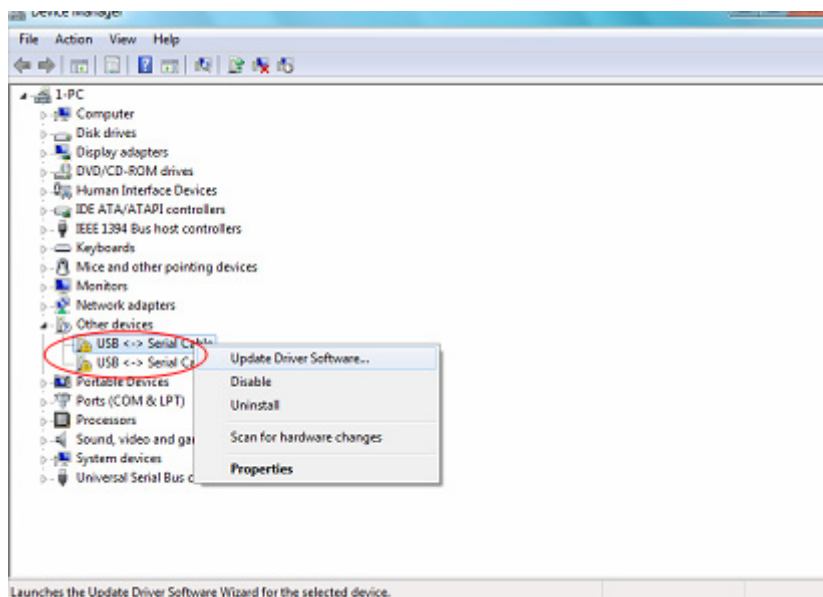 Device Manager
File Action View Help
1-PC
Computer
Disk drives
Display adapters
DVD/CD-ROM drives
Human Interface Devices
IDE ATA/ATAPI controllers
IEEE 1394 Bus host controllers
Keyboards
Mice and other pointing devices
Monitors
Network adapters
Other devices
USB <-> Serial Cable
USB <-> Serial Ca
Portable Devices
Ports (COM & LPT)
Processors
Sound, video and ga
System devices
Universal Serial Bus c
Update Driver Software...
Disable
Uninstall
Scan for hardware changes
Properties
Launches the Update Driver Software Wizard for the selected device.